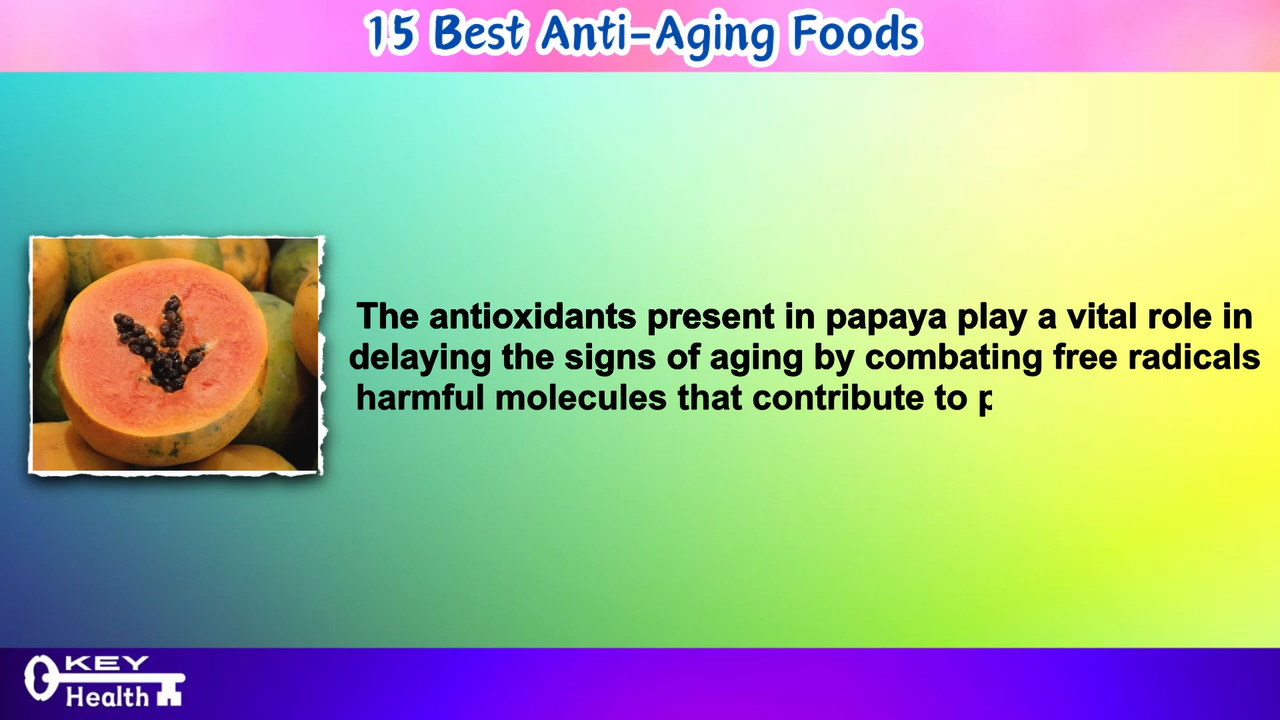 15 Best Anti-Aging Foods
The antioxidants present in papaya play a vital role in
delaying the signs of aging by combating free radicals
harmful molecules that contribute to p
KEY
Health